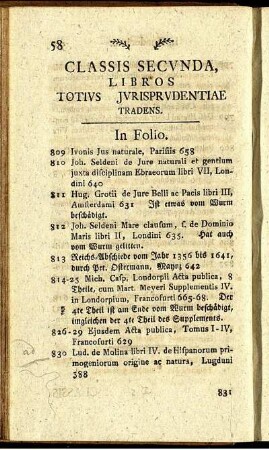 58
CLASSIS SECVNDA,
LIBROS
TOTIVS JVRISPRVDENTIAE
TRADENS.
In Folio.
809 Ivonis Jus naturale, Parisiis 658
810 Joh. Seldeni de Jure naturali et gentium
juxta disciplinam Ebraeorum libri VII, Lon-
dini 640
811 Hug. Grotii de Jure Belli ac Pacis libri III,
Amsterdami 631 Ist etwas vom Wurm
beschädigt.
812 Joh. Seldeni Mare clausum, s. de Dominio
Maris libri II, Londini 635. Hat auch
vom Wurm gelitten.
813 Reichs-Abschiede vom Jahr 1356 bis 1641,
durch Pet. Ostermann, Maynz 642
814-25 Mich. Casp. Londorpii Acta publica, 8
Theile, cum Mart. Meyeri Supplementis IV.
in Londorpium, Francofurti 665-68. Der
4te Theil ist am Ende vom Wurm beschädigt,
ingleichen der 4te Theil des Supplements.
826-29 Ejusdem Acta publica, Tomus I-IV,
Francofurti 629
830 Lud. de Molina libri IV. de Hispanorum pri-
mogeniorum origine ac natura, Lugduni
588
831